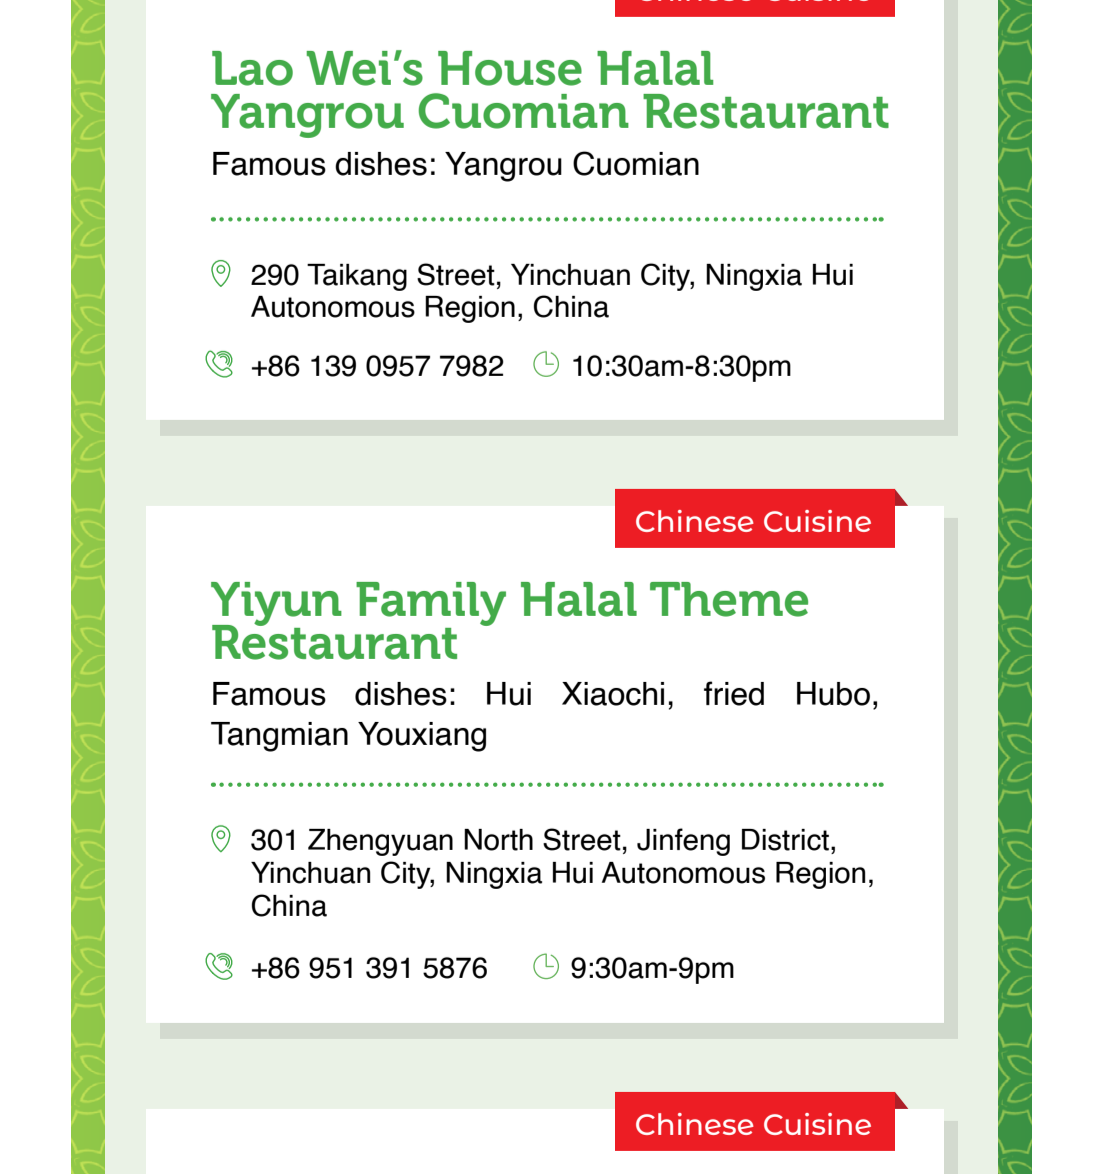 Chinese Cuisine
Lao Wei’s House Halal
Yangrou Cuomian Restaurant
Famous dishes: Yangrou Cuomian
290 Taikang Street, Yinchuan City, Ningxia Hui
Autonomous Region, China
+86 139 0957 7982 10:30am-8:30pm
Chinese Cuisine
Yiyun Family Halal Theme
Restaurant
Famous dishes: Hui Xiaochi, fried Hubo,
Tangmian Youxiang
301 Zhengyuan North Street, Jinfeng District,
Yinchuan City, Ningxia Hui Autonomous Region,
China
+86 951 391 5876 9:30am-9pm
Chinese Cuisine